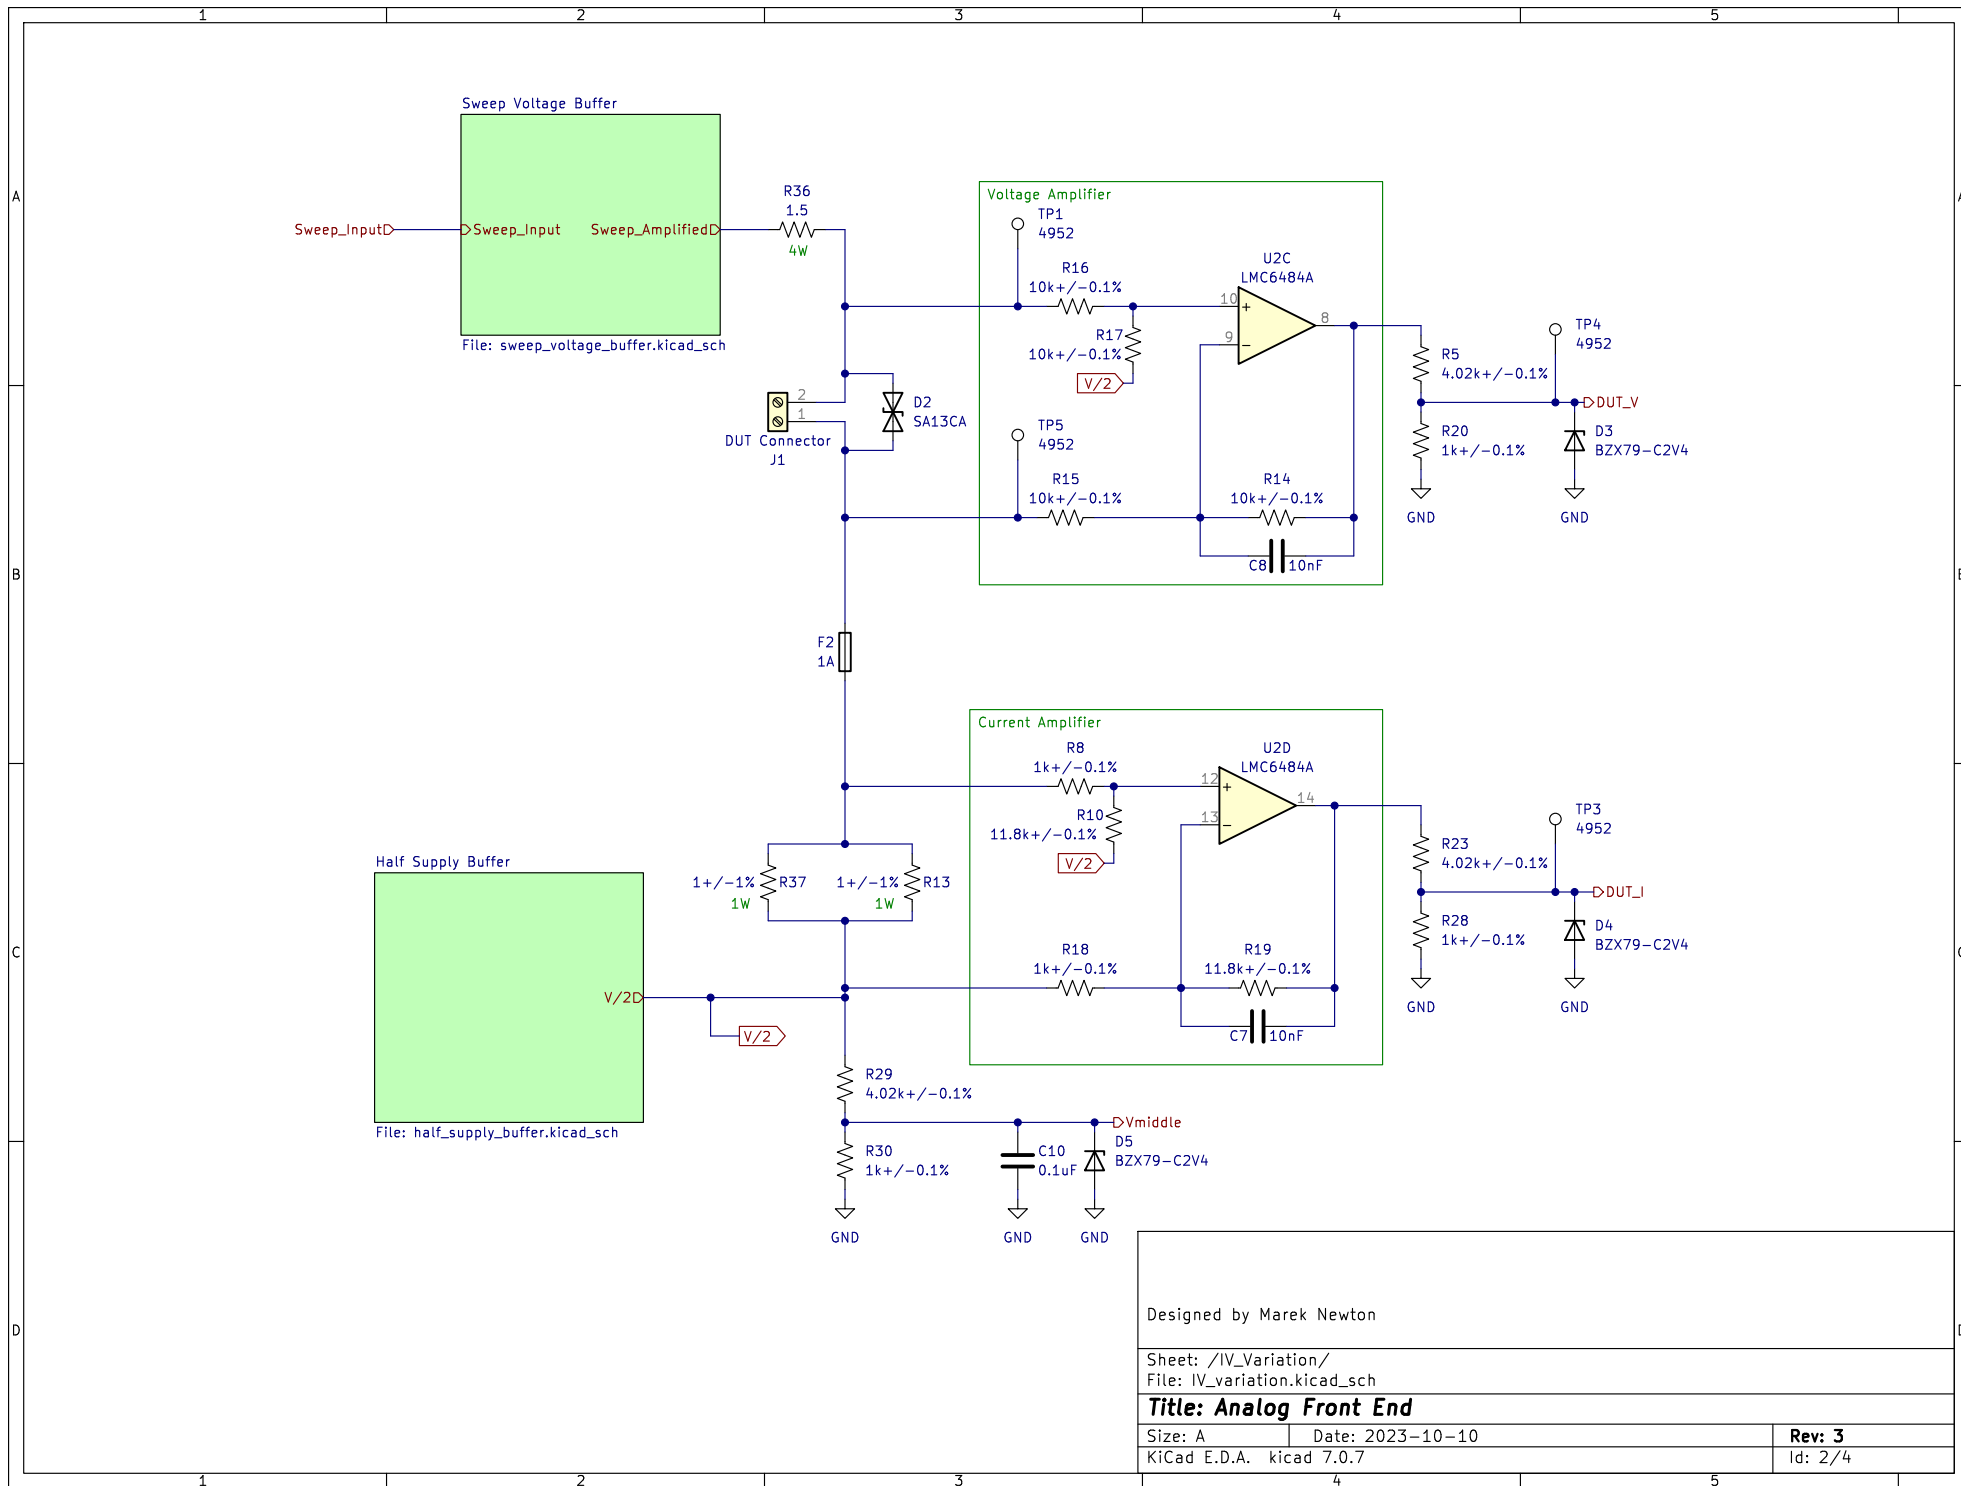 1 2 3 4 5
A
B
C
D
Sweep Voltage Buffer
Sweep_Input
Sweep_Input
Sweep_Amplified
File: sweep_voltage_buffer.kicad_sch
R36
1.5
4W
Voltage Amplifier
TP1
4952
R16
10k+/-0.1%
R17
10k+/-0.1%
V/2
U2C
LMC6484A
10
+
9
-
8
2
1
DUT Connector
J1
D2
SA13CA
TP5
4952
R15
10k+/-0.1%
R14
10k+/-0.1%
C8
10nF
R5
4.02k+/-0.1%
TP4
4952
DUT_V
R20
1k+/-0.1%
D3
BZX79-C2V4
GND
GND
F2
1A
Current Amplifier
R8
1k+/-0.1%
R10
11.8k+/-0.1%
V/2
U2D
LMC6484A
12
+
13
-
14
R23
4.02k+/-0.1%
TP3
4952
DUT_I
R28
1k+/-0.1%
D4
BZX79-C2V4
GND
GND
1+/-1%
R37
1W
1+/-1%
R13
1W
R18
1k+/-0.1%
R19
11.8k+/-0.1%
C7
10nF
Half Supply Buffer
V/2
V/2
File: half_supply_buffer.kicad_sch
R29
4.02k+/-0.1%
Vmiddle
R30
1k+/-0.1%
C10
0.1uF
D5
BZX79-C2V4
GND
GND
GND
Designed by Marek Newton
Sheet: /IV_Variation/
File: IV_variation.kicad_sch
Title: Analog Front End
Size: A
Date: 2023-10-10
Rev: 3
KiCad E.D.A. kicad 7.0.7
Id: 2/4
1 2 3 4 5